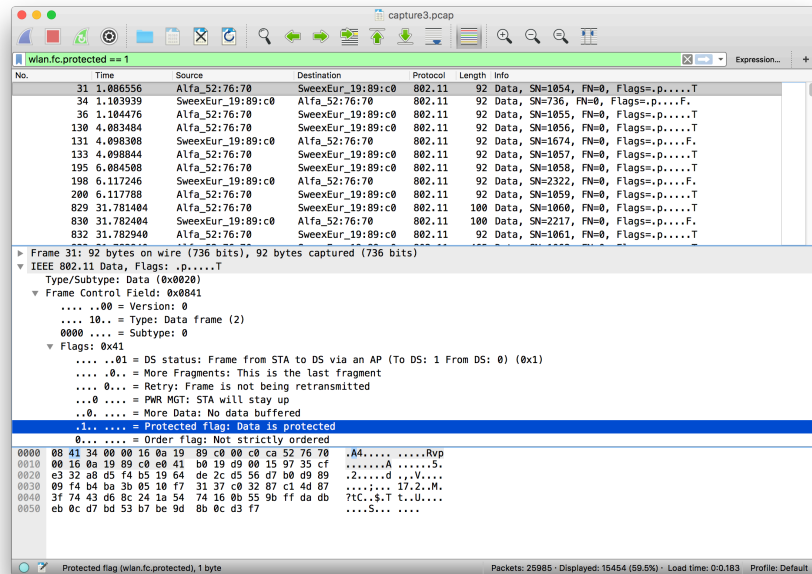 capture3.pcap
wlan.fc.protected == 1
Expression...
+
No. Time Source Destination Protocol Length Info
31 1.086556 Alfa_52:76:70 SweexEur_19:89:c0 802.11 92 Data, SN=1054, FN=0, Flags=.p.....T
34 1.103939 SweexEur_19:89:c0 Alfa_52:76:70 802.11 92 Data, SN=736, FN=0, Flags=.p....F.
36 1.104476 Alfa_52:76:70 SweexEur_19:89:c0 802.11 92 Data, SN=1055, FN=0, Flags=.p.....T
130 4.083484 Alfa_52:76:70 SweexEur_19:89:c0 802.11 92 Data, SN=1056, FN=0, Flags=.p.....T
131 4.098308 SweexEur_19:89:c0 Alfa_52:76:70 802.11 92 Data, SN=1674, FN=0, Flags=.p....F.
133 4.098844 Alfa_52:76:70 SweexEur_19:89:c0 802.11 92 Data, SN=1057, FN=0, Flags=.p.....T
195 6.084508 Alfa_52:76:70 SweexEur_19:89:c0 802.11 92 Data, SN=1058, FN=0, Flags=.p.....T
198 6.117246 SweexEur_19:89:c0 Alfa_52:76:70 802.11 92 Data, SN=2322, FN=0, Flags=.p....F.
200 6.117788 Alfa_52:76:70 SweexEur_19:89:c0 802.11 92 Data, SN=1059, FN=0, Flags=.p.....T
829 31.781404 Alfa_52:76:70 SweexEur_19:89:c0 802.11 100 Data, SN=1060, FN=0, Flags=.p.....T
830 31.782404 SweexEur_19:89:c0 Alfa_52:76:70 802.11 100 Data, SN=2217, FN=0, Flags=.p....F.
832 31.782940 Alfa_52:76:70 SweexEur_19:89:c0 802.11 92 Data, SN=1061, FN=0, Flags=.p.....T
Frame 31: 92 bytes on wire (736 bits), 92 bytes captured (736 bits)
IEEE 802.11 Data, Flags: .p.....T
Type/Subtype: Data (0x0020)
Frame Control Field: 0x0841
.... ..00 = Version: 0
.... 10.. = Type: Data frame (2)
0000 .... = Subtype: 0
Flags: 0x41
.... ..01 = DS status: Frame from STA to DS via an AP (To DS: 1 From DS: 0) (0x1)
.... .0.. = More Fragments: This is the last fragment
.... 0... = Retry: Frame is not being retransmitted
...0 .... = PWR MGT: STA will stay up
..0. .... = More Data: No data buffered
.1.. .... = Protected flag: Data is protected
0... .... = Order flag: Not strictly ordered
0000 08 41 34 00 00 16 0a 19 89 c0 00 c0 ca 52 76 70 .A4..... .....Rvp
0010 00 16 0a 19 89 c0 e0 41 b0 19 d9 00 15 97 35 cf .......A ......5.
0020 e3 32 a8 d5 f4 b5 19 64 de 2c d5 56 d7 b0 d9 89 .2.....d .,.V....
0030 09 f4 b4 ba 3b 05 10 f7 31 37 c0 32 87 c1 4d 87 ....;... 17.2..M.
0040 3f 74 43 d6 8c 24 1a 54 74 16 0b 55 9b ff da db ?tC..$.T t..U....
0050 eb 0c d7 bd 53 b7 be 9d 8b 0c d3 f7 ....S... ....
Protected flag (wlan.fc.protected), 1 byte
Packets: 25985 · Displayed: 15454 (59.5%) · Load time: 0:0.183
Profile: Default